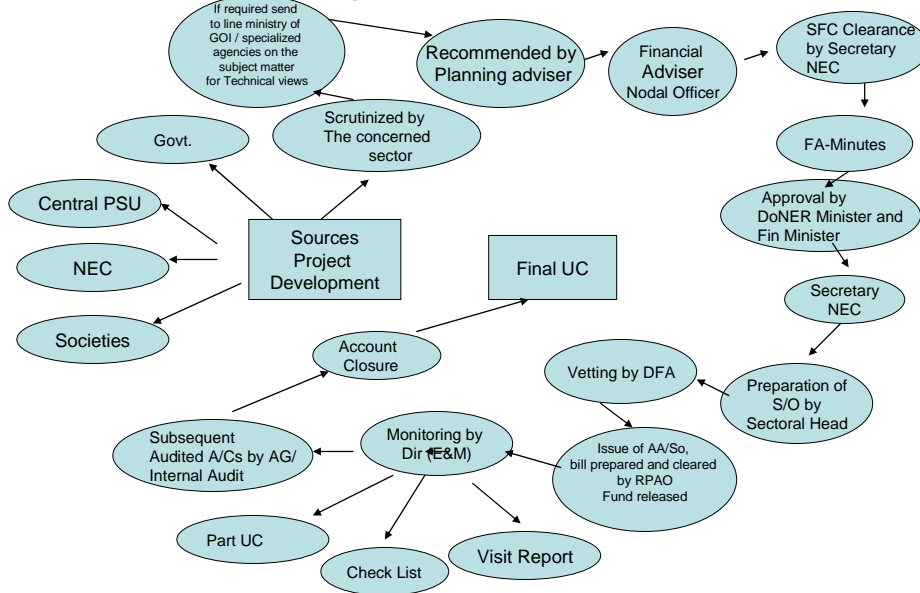 If required send
to line ministry of
GOI / specialized
agencies on the
subject matter
for Technical views
Recommended by
Planning adviser
Financial
Adviser
Nodal Officer
SFC Clearance
by Secretary
NEC
Scrutinized by
The concerned
sector
Govt.
FA-Minutes
Central PSU
Approval by
DoNER Minister and
Fin Minister
Sources
Project
Development
Final UC
NEC
Secretary
NEC
Societies
Account
Closure
Vetting by DFA
Preparation of
S/O by
Sectoral Head
Subsequent
Audited A/Cs by AG/
Internal Audit
Monitoring by
Dir (E&M)
Issue of AA/So,
bill prepared and cleared
by RPAO
Fund released
Part UC
Check List
Visit Report